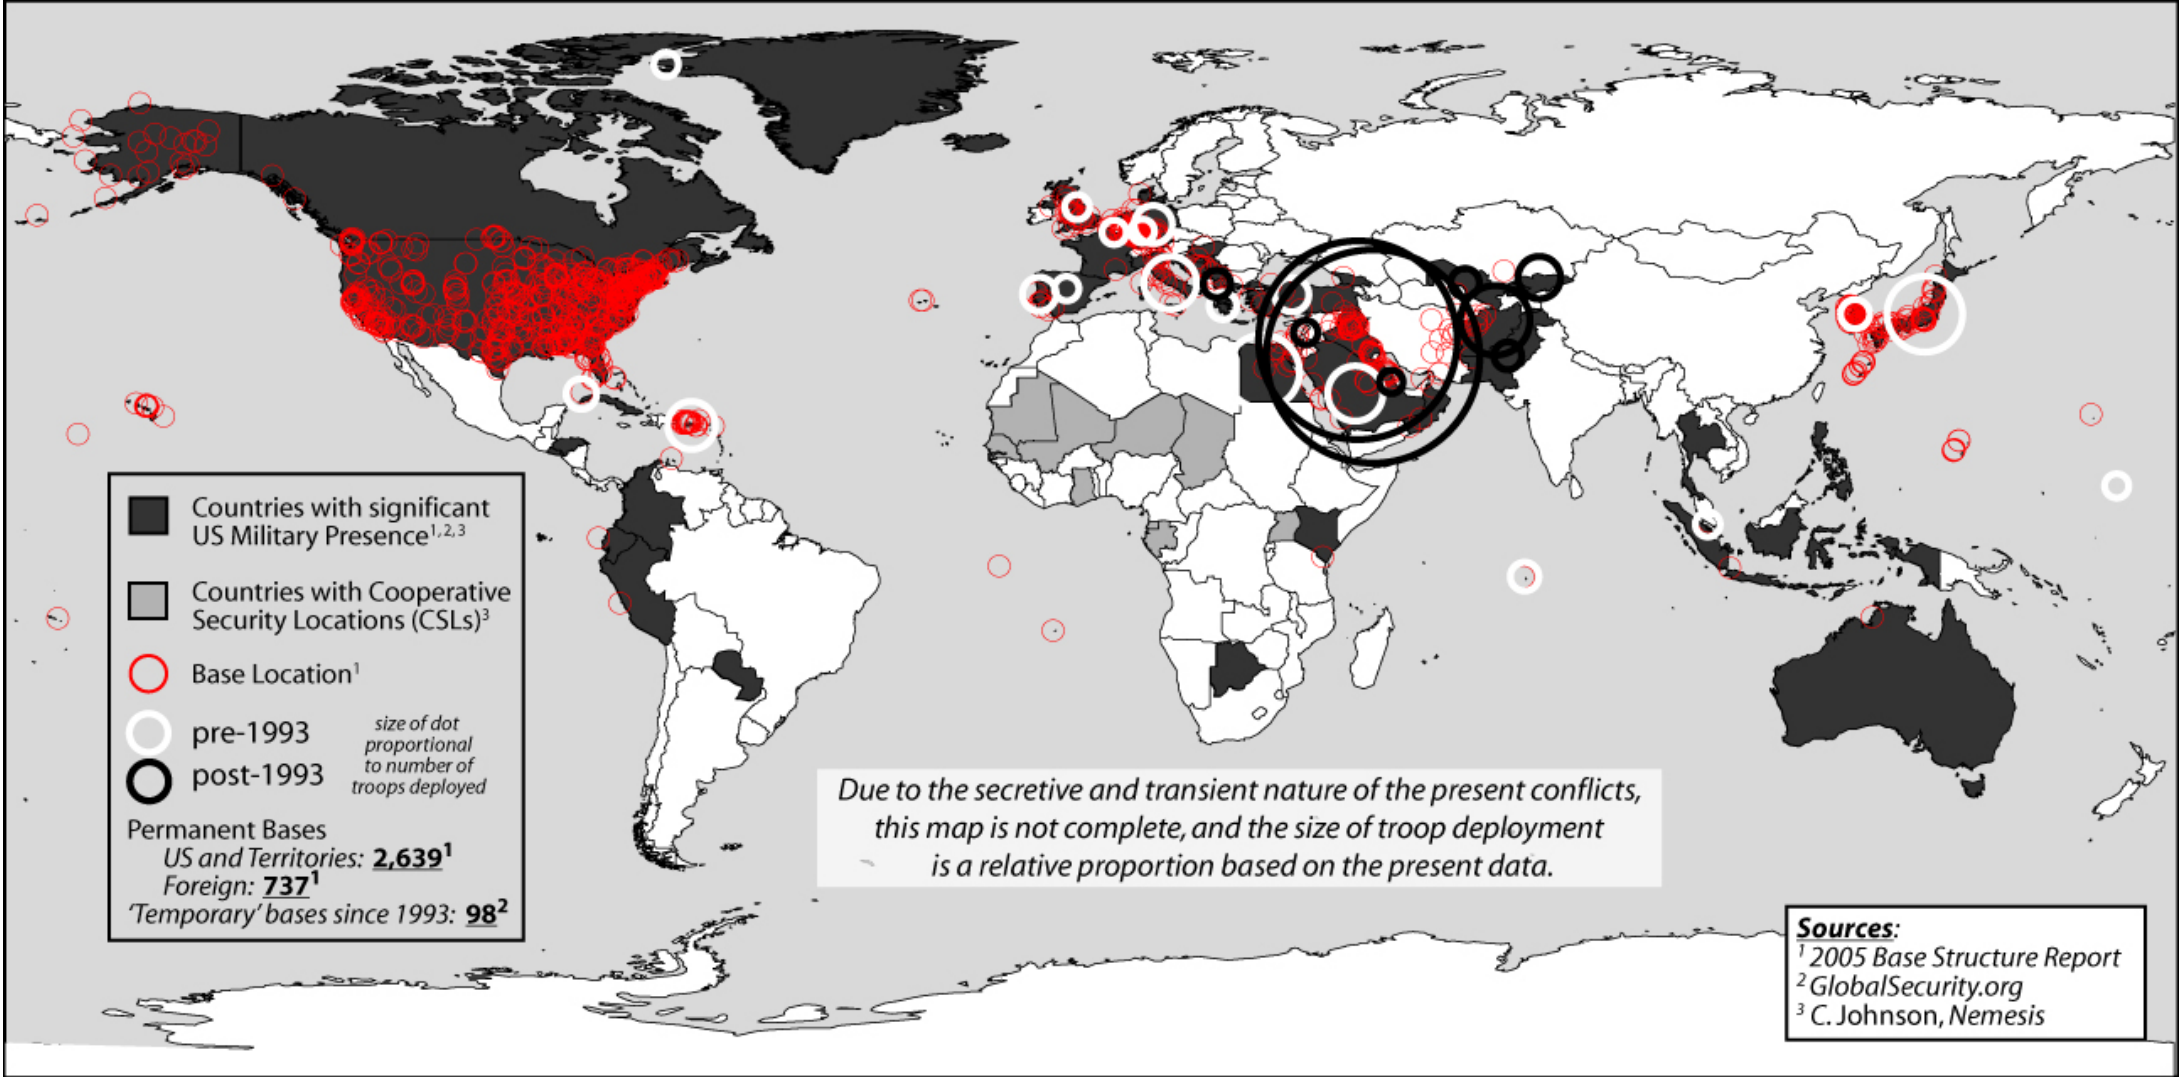 Countries with significant
US Military Presence1,2,3
Countries with Cooperative
Security Locations (CSLs)3
Base Location1
pre-1993
post-1993
size of dot
proportional
to number of
troops deployed
Permanent Bases
US and Territories: 2,6391
Foreign: 7371
‘Temporary’ bases since 1993: 982
Due to the secretive and transient nature of the present conflicts,
this map is not complete, and the size of troop deployment
is a relative proportion based on the present data.
Sources:
1 2005 Base Structure Report
2 GlobalSecurity.org
3 C. Johnson, Nemesis